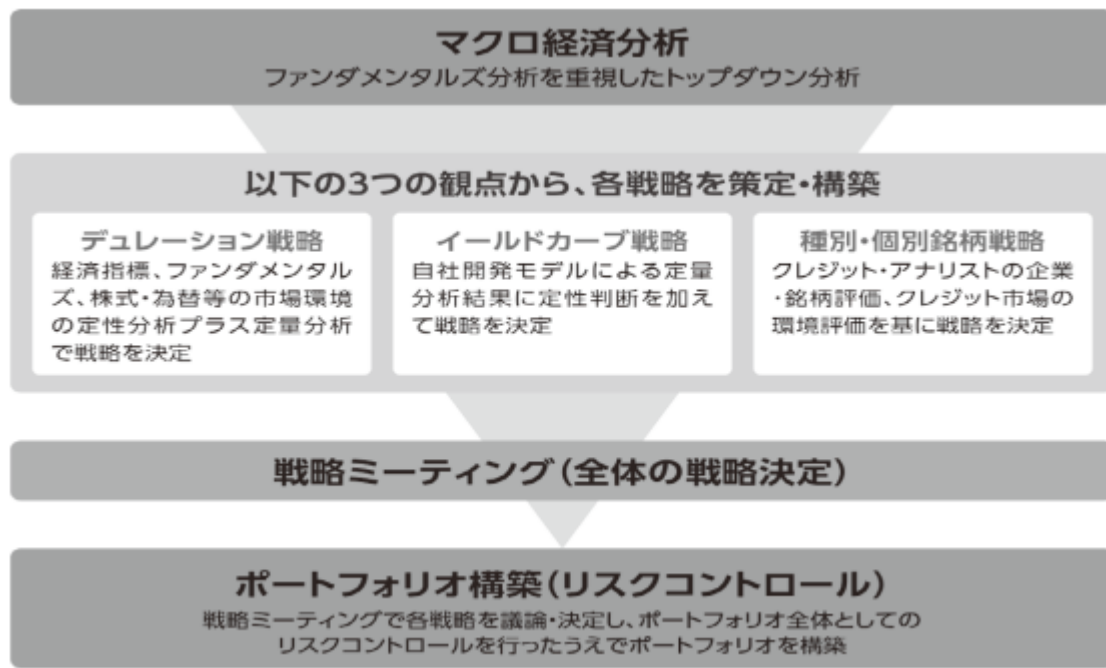 マクロ経済分析
ファンダメンタルズ分析を重視したトップダウン分析
以下の3つの観点から、各戦略を策定・構築
デュレーション戦略
経済指標、ファンダメンタル
ズ、株式・為替等の市場環境
の定性分析プラス定量分析
で戦略を決定
イールドカーブ戦略
自社開発モデルによる定量
分析結果に定性判断を加え
て戦略を決定
種別・個別銘柄戦略
クレジット・アナリストの企業
・銘柄評価、クレジット市場の
環境評価を基に戦略を決定
戦略ミーティング(全体の戦略決定)
ポートフォリオ構築(リスクコントロール)
戦略ミーティングで各戦略を議論・決定し、ポートフォリオ全体としての
リスクコントロールを行ったうえでポートフォリオを構築